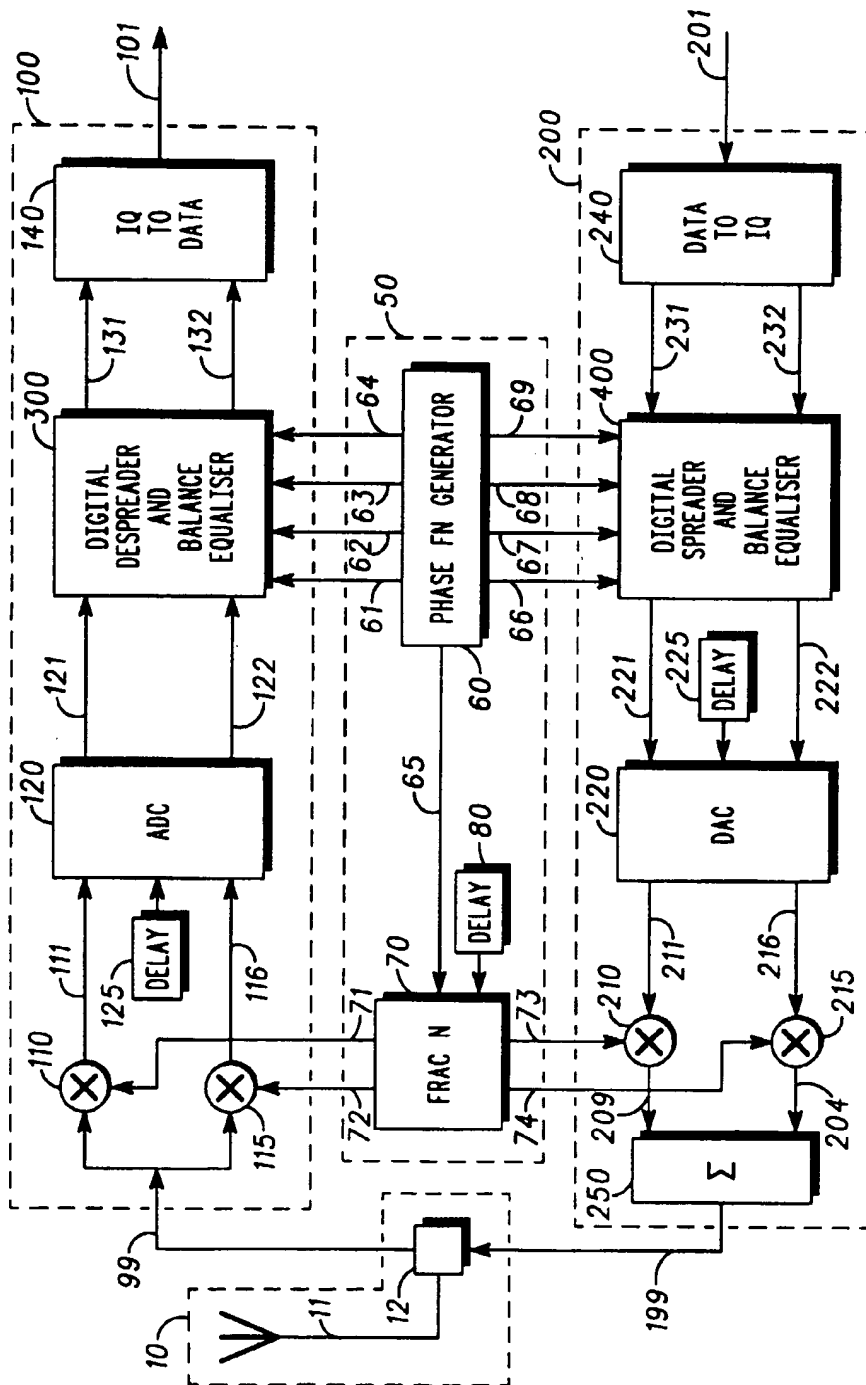 100
101
140
IQ
TO
DATA
131
132
300
DIGITAL
DESPREADER
AND
BALANCE
EQUALISER
121
122
120
ADC
111
125
DELAY
116
110
115
99
10
11
12
50
64
63
62
61
PHASE FN GENERATOR
69
68
67
66
60
65
80
DELAY
70
FRAC N
71
72
73
74
200
201
240
DATA
TO
IQ
231
232
400
DIGITAL
SPREADER
AND
BALANCE
EQUALISER
221
225
DELAY
222
220
DAC
211
216
210
215
209
204
250
Σ
199